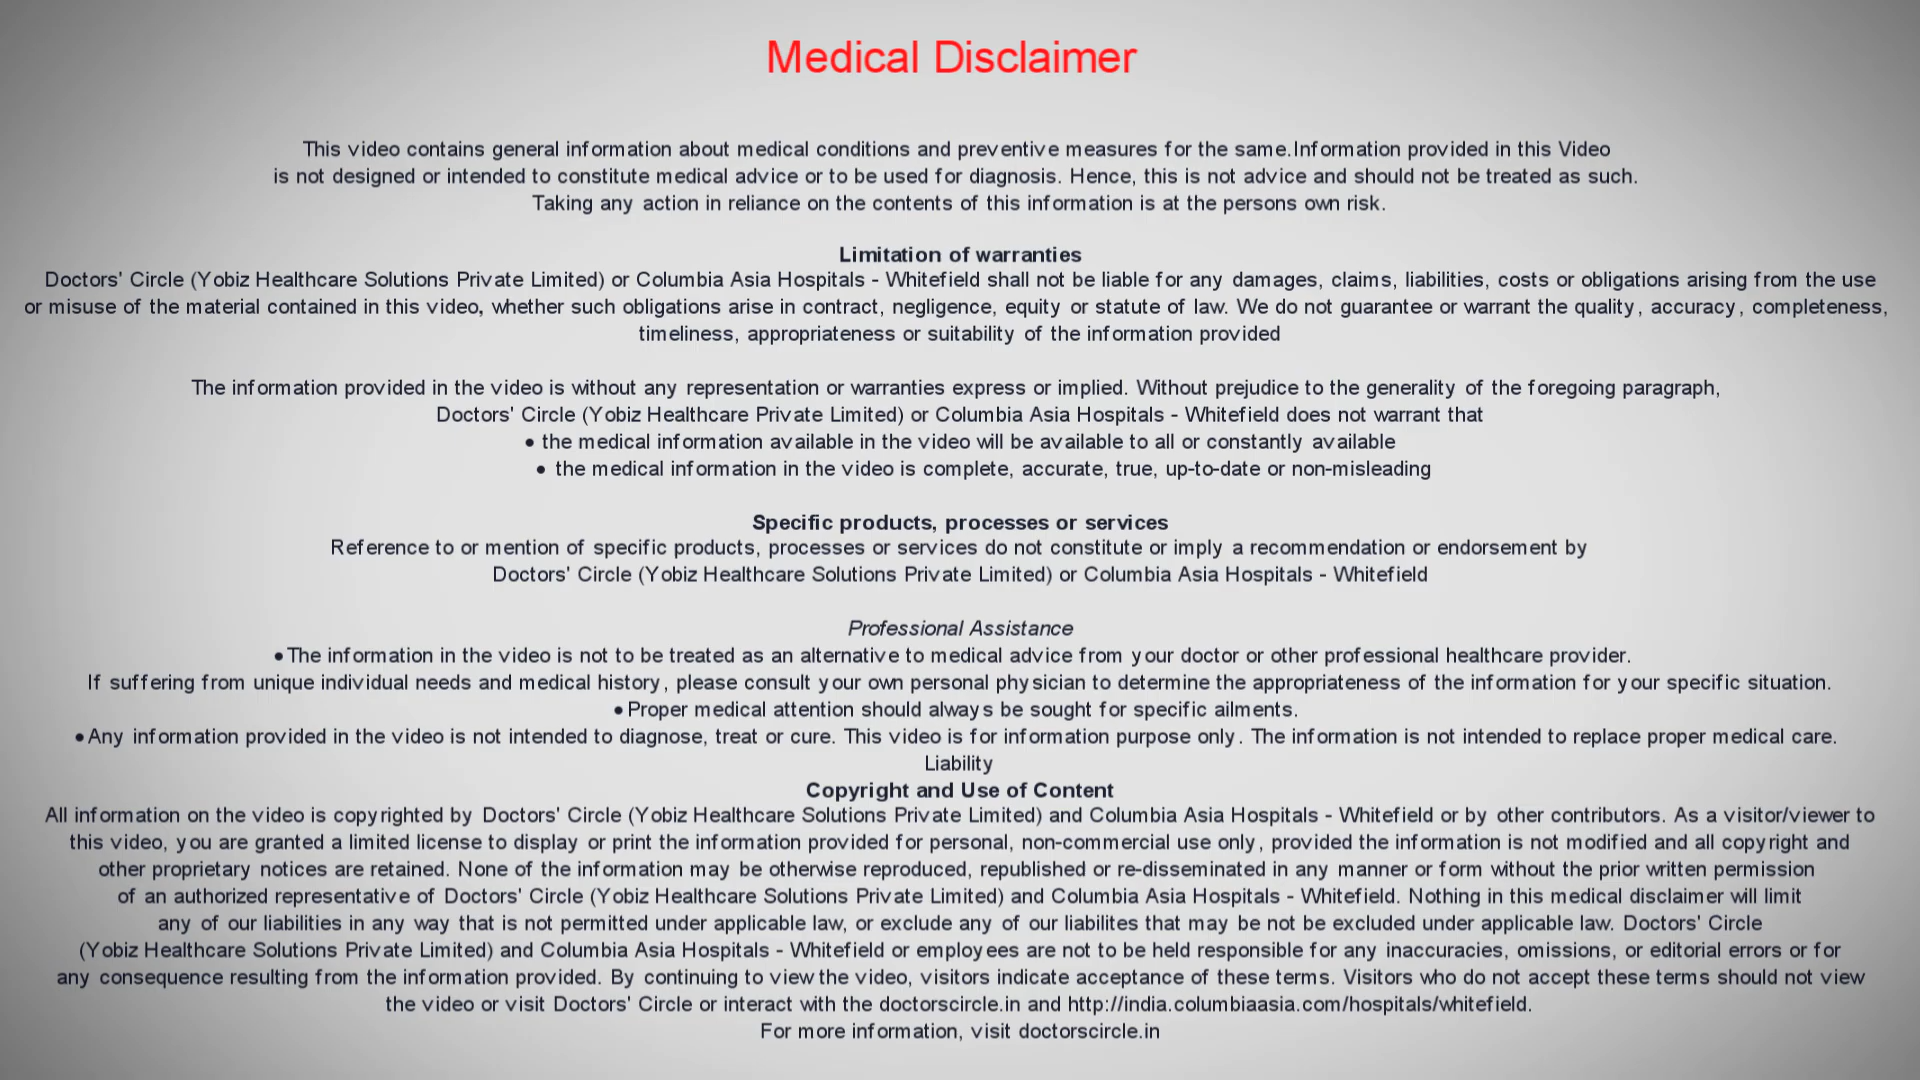 Medical Disclaimer
This video contains general information about medical conditions and preventive measures for the same.Information provided in this Video
is not designed or intended to constitute medical advice or to be used for diagnosis. Hence, this is not advice and should not be treated as such.
Taking any action in reliance on the contents of this information is at the persons own risk.
Limitation of warranties
Doctors' Circle (Yobiz Healthcare Solutions Private Limited) or Columbia Asia Hospitals - Whitefield shall not be liable for any damages, claims, liabilities, costs or obligations arising from the use
or misuse of the material contained in this video, whether such obligations arise in contract, negligence, equity or statute of law. We do not guarantee or warrant the quality, accuracy, completeness,
timeliness, appropriateness or suitability of the information provided
The information provided in the video is without any representation or warranties express or implied. Without prejudice to the generality of the foregoing paragraph,
Doctors' Circle (Yobiz Healthcare Private Limited) or Columbia Asia Hospitals - Whitefield does not warrant that
• the medical information available in the video will be available to all or constantly available
• the medical information in the video is complete, accurate, true, up-to-date or non-misleading
Specific products, processes or services
Reference to or mention of specific products, processes or services do not constitute or imply a recommendation or endorsement by
Doctors' Circle (Yobiz Healthcare Solutions Private Limited) or Columbia Asia Hospitals - Whitefield
Professional Assistance
•The information in the video is not to be treated as an alternative to medical advice from your doctor or other professional healthcare provider.
If suffering from unique individual needs and medical history, please consult your own personal physician to determine the appropriateness of the information for your specific situation.
•Proper medical attention should always be sought for specific ailments.
•Any information provided in the video is not intended to diagnose, treat or cure. This video is for information purpose only. The information is not intended to replace proper medical care.
Liability
Copyright and Use of Content
All information on the video is copyrighted by Doctors' Circle (Yobiz Healthcare Solutions Private Limited) and Columbia Asia Hospitals - Whitefield or by other contributors. As a visitor/viewer to
this video, you are granted a limited license to display or print the information provided for personal, non-commercial use only, provided the information is not modified and all copyright and
other proprietary notices are retained. None of the information may be otherwise reproduced, republished or re-disseminated in any manner or form without the prior written permission
of an authorized representative of Doctors' Circle (Yobiz Healthcare Solutions Private Limited) and Columbia Asia Hospitals - Whitefield. Nothing in this medical disclaimer will limit
any of our liabilities in any way that is not permitted under applicable law, or exclude any of our liabilites that may be not be excluded under applicable law. Doctors' Circle
(Yobiz Healthcare Solutions Private Limited) and Columbia Asia Hospitals - Whitefield or employees are not to be held responsible for any inaccuracies, omissions, or editorial errors or for
any consequence resulting from the information provided. By continuing to view the video, visitors indicate acceptance of these terms. Visitors who do not accept these terms should not view
the video or visit Doctors' Circle or interact with the doctorscircle.in and http://india.columbiaasia.com/hospitals/whitefield.
For more information, visit doctorscircle.in